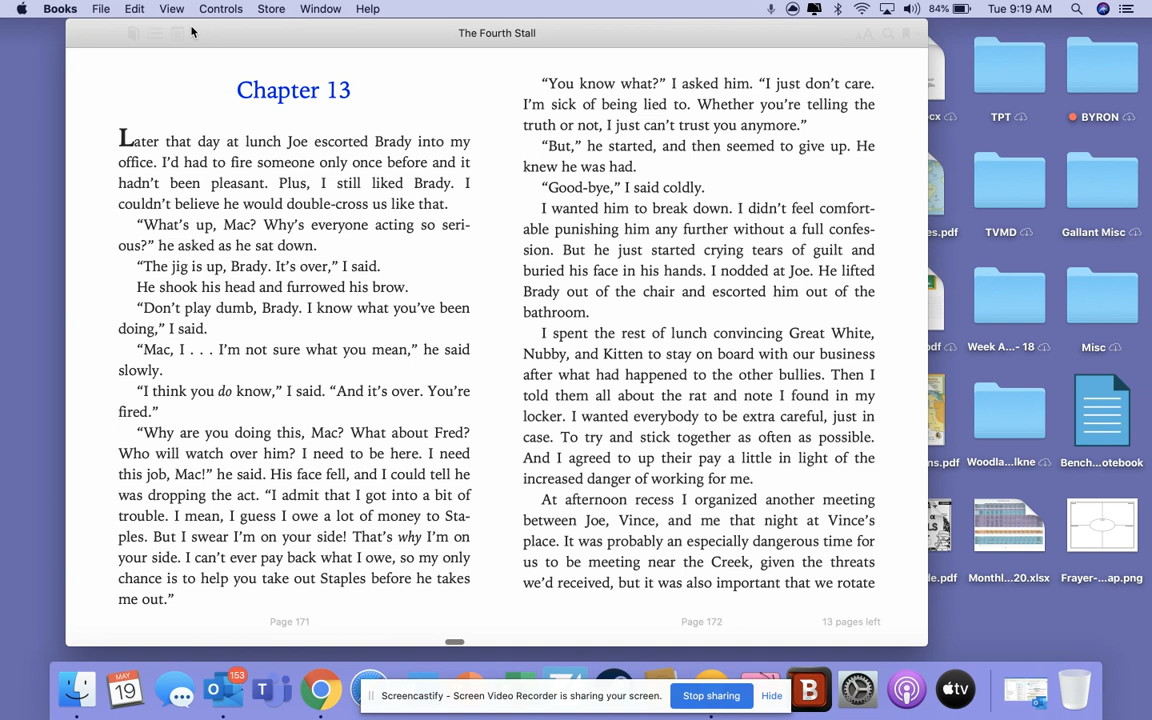 Books File Edit View Controls Store Window Help
84% Tue 9:19 AM
The Fourth Stall
Chapter 13
Later that day at lunch Joe escorted Brady into my
office. I’d had to fire someone only once before and it
hadn’t been pleasant. Plus, I still liked Brady. I
couldn’t believe he would double-cross us like that.
“What’s up, Mac? Why’s everyone acting so seri-
ous?” he asked as he sat down.
“The jig is up, Brady. It’s over,” I said.
He shook his head and furrowed his brow.
“Don’t play dumb, Brady. I know what you’ve been
doing,” I said.
“Mac, I . . . I’m not sure what you mean,” he said
slowly.
“I think you do know,” I said. “And it’s over. You’re
fired.”
“Why are you doing this, Mac? What about Fred?
Who will watch over him? I need to be here. I need
this job, Mac!” he said. His face fell, and I could tell he
was dropping the act. “I admit that I got into a bit of
trouble. I mean, I guess I owe a lot of money to Sta-
ples. But I swear I’m on your side! That’s why I’m on
your side. I can’t ever pay back what I owe, so my only
chance is to help you take out Staples before he takes
me out.”
Page 171
“You know what?” I asked him. “I just don’t care.
I’m sick of being lied to. Whether you’re telling the
truth or not, I just can’t trust you anymore.”
“But,” he started, and then seemed to give up. He
knew he was had.
“Good-bye,” I said coldly.
I wanted him to break down. I didn’t feel comfort-
able punishing him any further without a full confes-
sion. But he just started crying tears of guilt and
buried his face in his hands. I nodded at Joe. He lifted
Brady out of the chair and escorted him out of the
bathroom.
I spent the rest of lunch convincing Great White,
Nubby, and Kitten to stay on board with our business
after what had happened to the other bullies. Then I
told them all about the rat and note I found in my
locker. I wanted everybody to be extra careful, just in
case. To try and stick together as often as possible.
And I agreed to up their pay a little in light of the
increased danger of working for me.
At afternoon recess I organized another meeting
between Joe, Vince, and me that night at Vince’s
place. It was probably an especially dangerous time for
us to be meeting near the Creek, given the threats
we’d received, but it was also important that we rotate
Page 172
13 pages left
cx
TPT
BYRON
es.pdf
TVMD
Gallant Misc
pdf
Week A...- 18
Misc
ns.pdf
Woodla...lkne
Bench...otebook
de.pdf
Monthl...20.xlsx
Frayer-...ap.png
MAY
19
153
T
B
tv
Screencastify - Screen Video Recorder is sharing your screen.
Stop sharing
Hide